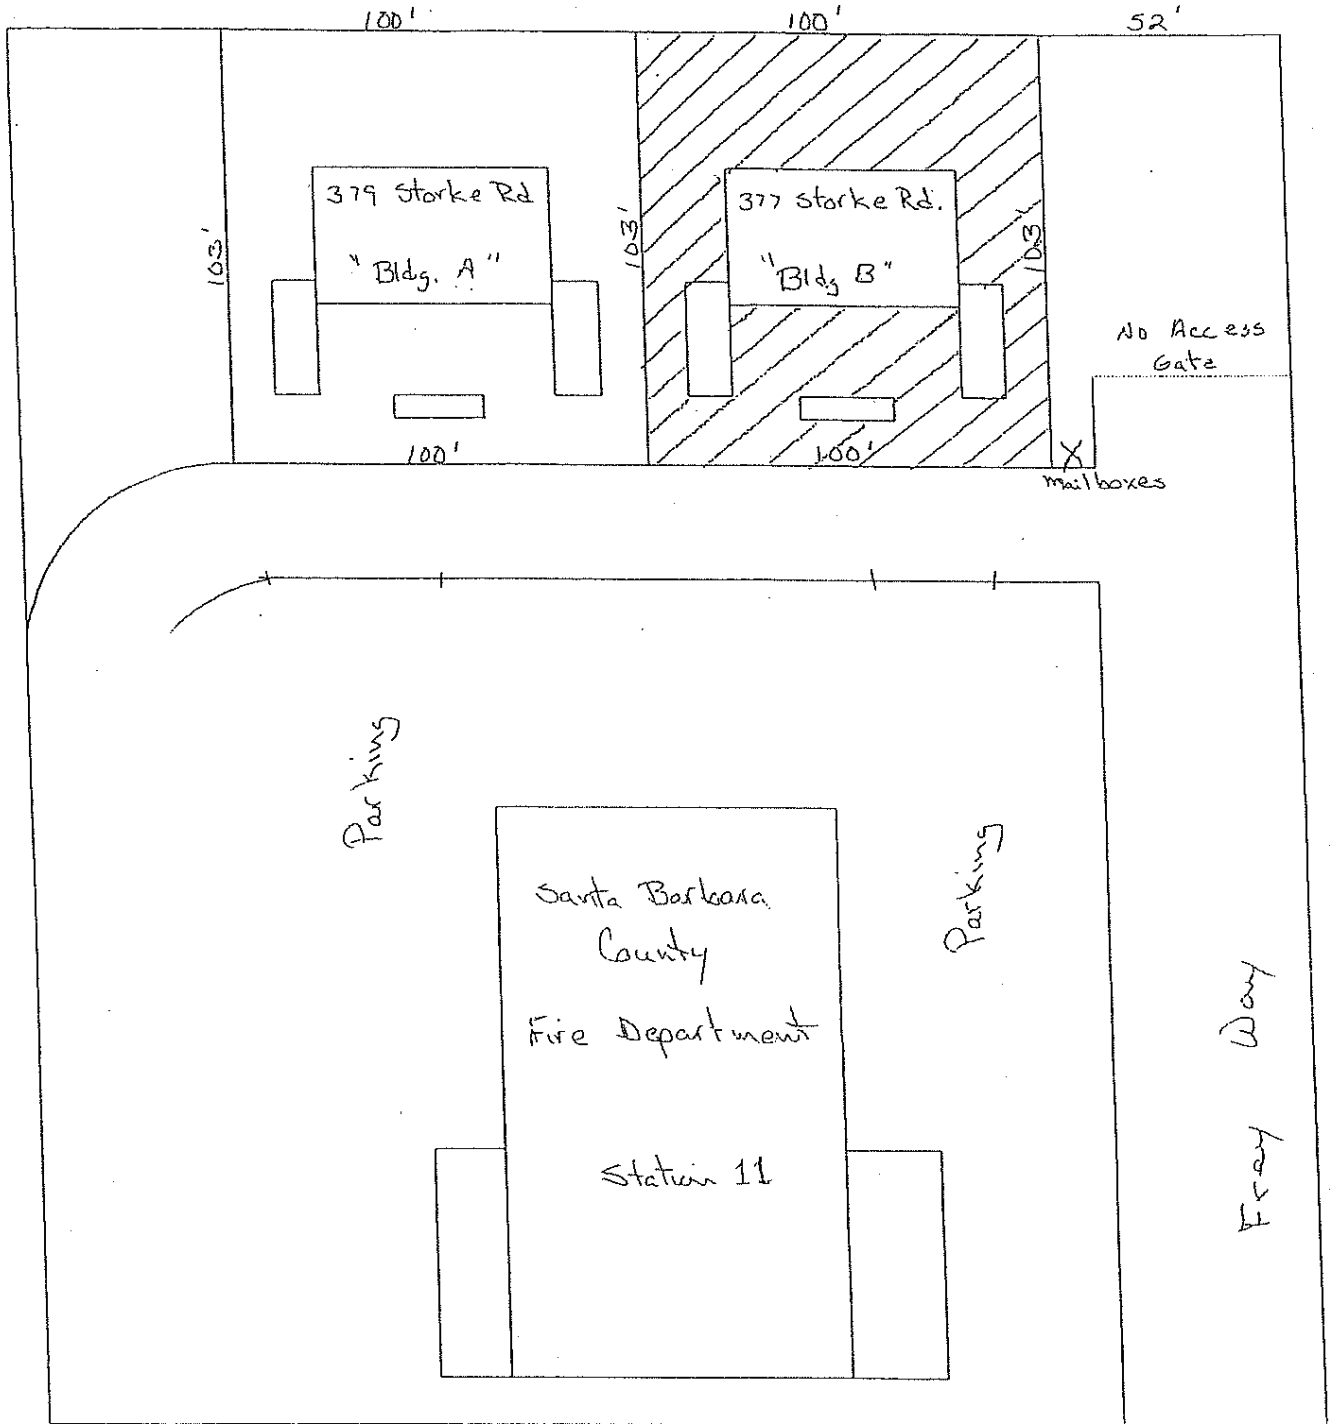 100'
100'
52'
379 Storke Rd
"Bldg. A"
377 Storke Rd.
"Bldg B"
103'
103'
103'
No Access
Gate
100'
100'
X
mailboxes
Parking
Parking
Santa Barbara
County
Fire Department
Station 11
Fray Way